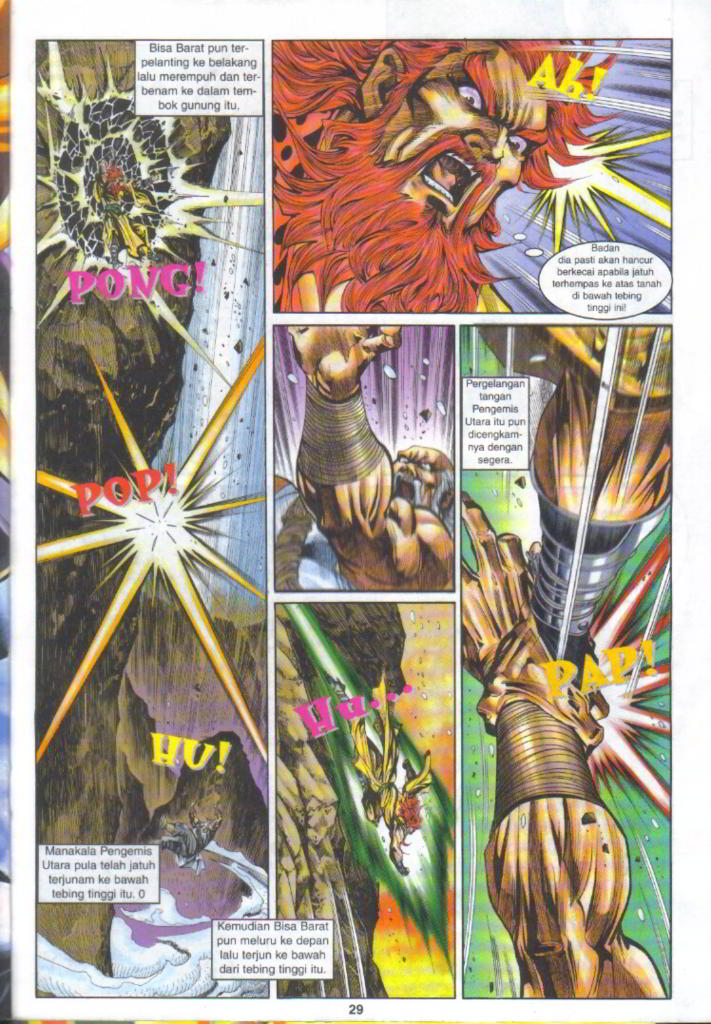 Bisa Barat pun ter-
pelanting ke belakang
lalu merempuh dan ter-
benam ke dalam tem-
bok gunung itu.
PONG!
POP!
HU!
Manakala Pengemis
Utara pula telah jatuh
terjunam ke bawah
tebing tinggi itu. 0
Ah!
Badan
dia pasti akan hancur
berkecai apabila jatuh
terhempas ke atas tanah
di bawah tebing
tinggi ini!
Kemudian Bisa Barat
pun meluru ke depan
lalu terjun ke bawah
dari tebing tinggi itu.
Hu...
Pergelangan
tangan
Pengemis
Utara itu pun
dicengkam-
nya dengan
segera.
PAP!
29